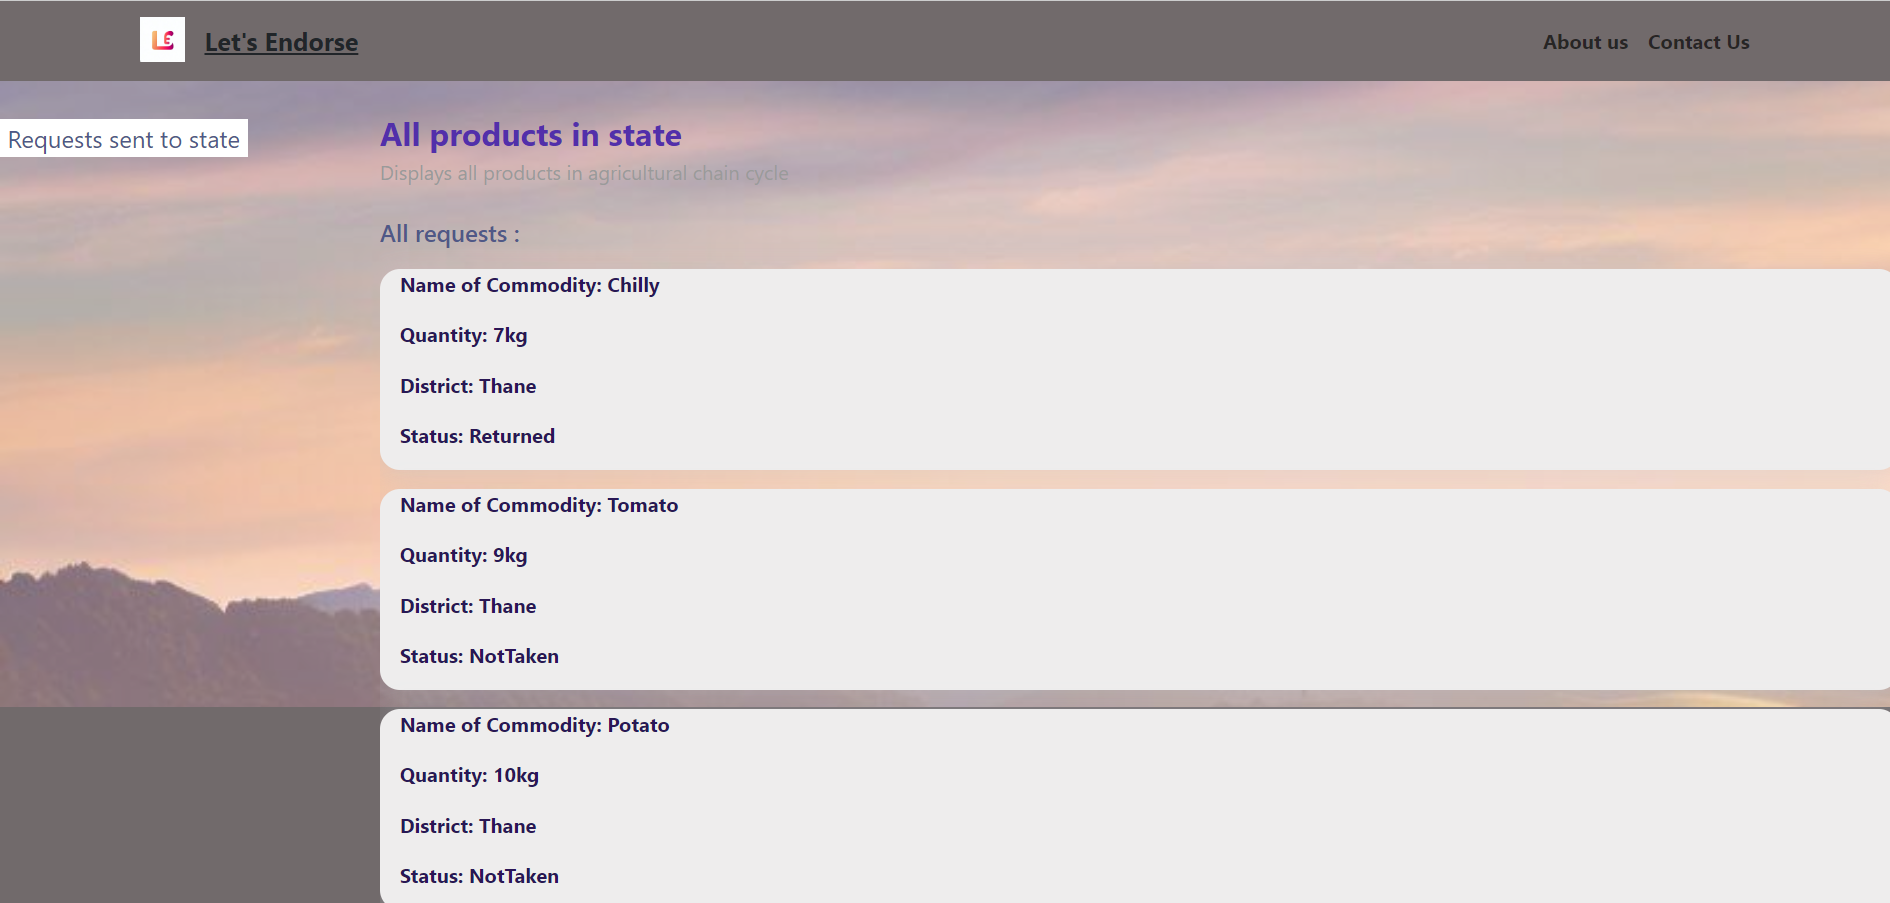 LE
Let's Endorse
About us
Contact Us
Requests sent to state
All products in state
Displays all products in agricultural chain cycle
All requests :
Name of Commodity: Chilly
Quantity: 7kg
District: Thane
Status: Returned
Name of Commodity: Tomato
Quantity: 9kg
District: Thane
Status: NotTaken
Name of Commodity: Potato
Quantity: 10kg
District: Thane
Status: NotTaken